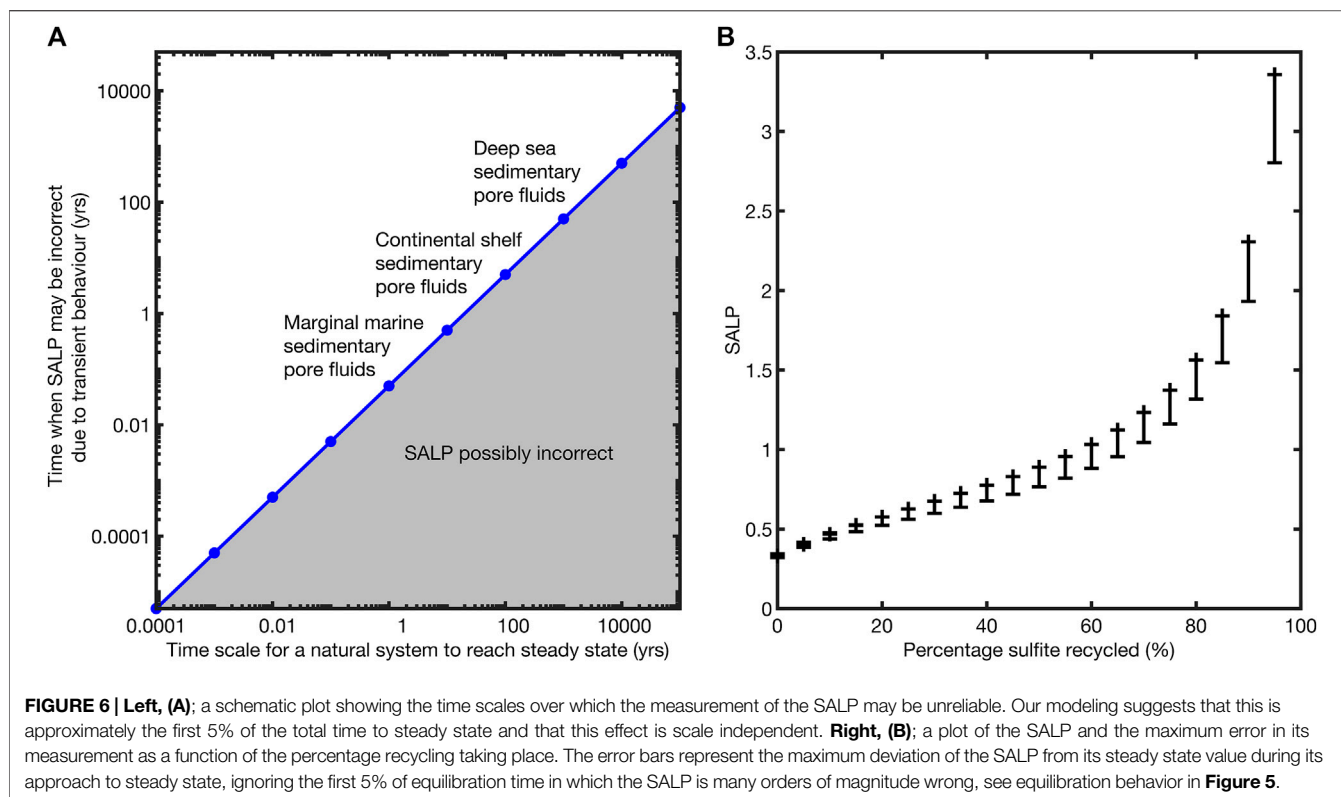 A
10000
100
1
0.01
0.0001
Time when SALP may be incorrect
due to transient behaviour (yrs)
Deep sea
sedimentary
pore fluids
Continental shelf
sedimentary
pore fluids
Marginal marine
sedimentary
pore fluids
SALP possibly incorrect
0.0001
0.01
1
100
10000
Time scale for a natural system to reach steady state (yrs)
B
3.5
3
2.5
2
1.5
1
0.5
0
SALP
0
20
40
60
80
100
Percentage sulfite recycled (%)
FIGURE 6 | Left, (A); a schematic plot showing the time scales over which the measurement of the SALP may be unreliable. Our modeling suggests that this is
approximately the first 5% of the total time to steady state and that this effect is scale independent. Right, (B); a plot of the SALP and the maximum error in its
measurement as a function of the percentage recycling taking place. The error bars represent the maximum deviation of the SALP from its steady state value during its
approach to steady state, ignoring the first 5% of equilibration time in which the SALP is many orders of magnitude wrong, see equilibration behavior in Figure 5.